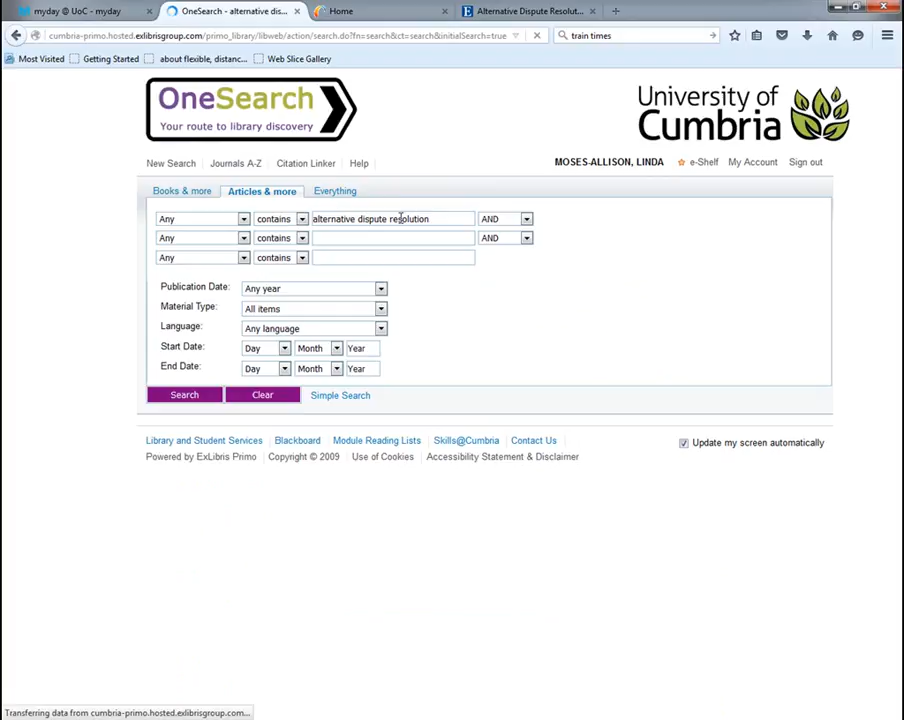 myday @ UoC - myday
OneSearch - alternative dis...
Home
Alternative Dispute Resolut...
cumbria-primo.hosted.exlibrisgroup.com/primo_library/libweb/action/search.do?fn=search&ct=search&initialSearch=true
train times
Most Visited
Getting Started
about flexible, distanc...
Web Slice Gallery
OneSearch
Your route to library discovery
University of
Cumbria
New Search
Journals A-Z
Citation Linker
Help
MOSES-ALLISON, LINDA
e-Shelf
My Account
Sign out
Books & more
Articles & more
Everything
Any contains alternative dispute resolution AND
Any contains AND
Any contains
Publication Date: Any year
Material Type: All items
Language: Any language
Start Date: Day Month Year
End Date: Day Month Year
Search Clear Simple Search
Library and Student Services Blackboard Module Reading Lists Skills@Cumbria Contact Us
Update my screen automatically
Powered by ExLibris Primo Copyright © 2009 Use of Cookies Accessibility Statement & Disclaimer
Transferring data from cumbria-primo.hosted.exlibrisgroup.com...